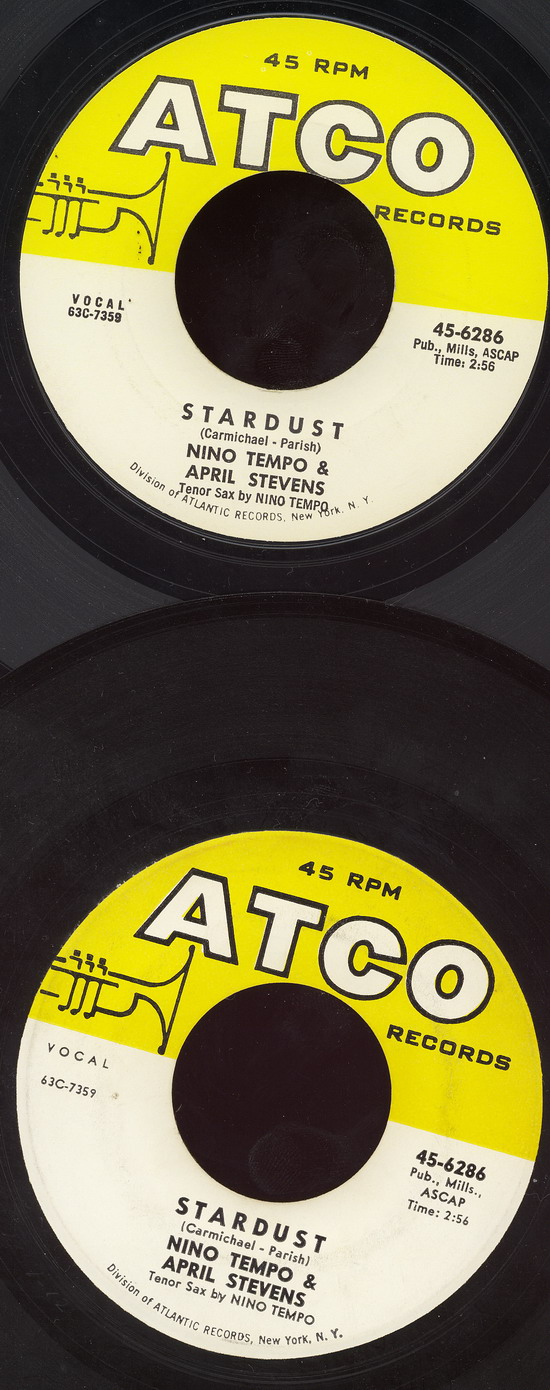 45 RPM
ATCO
RECORDS
VOCAL
63C-7359
45-6286
Pub., Mills, ASCAP
Time: 2:56
STARDUST
(Carmichael - Parish)
NINO TEMPO &
APRIL STEVENS
Tenor Sax by NINO TEMPO
Division of ATLANTIC RECORDS, New York, N. Y.
45 RPM
ATCO
RECORDS
VOCAL
63C-7359
45-6286
Pub., Mills.,
ASCAP
Time: 2:56
STARDUST
(Carmichael - Parish)
NINO TEMPO &
APRIL STEVENS
Tenor Sax by NINO TEMPO
Division of ATLANTIC RECORDS, New York, N. Y.